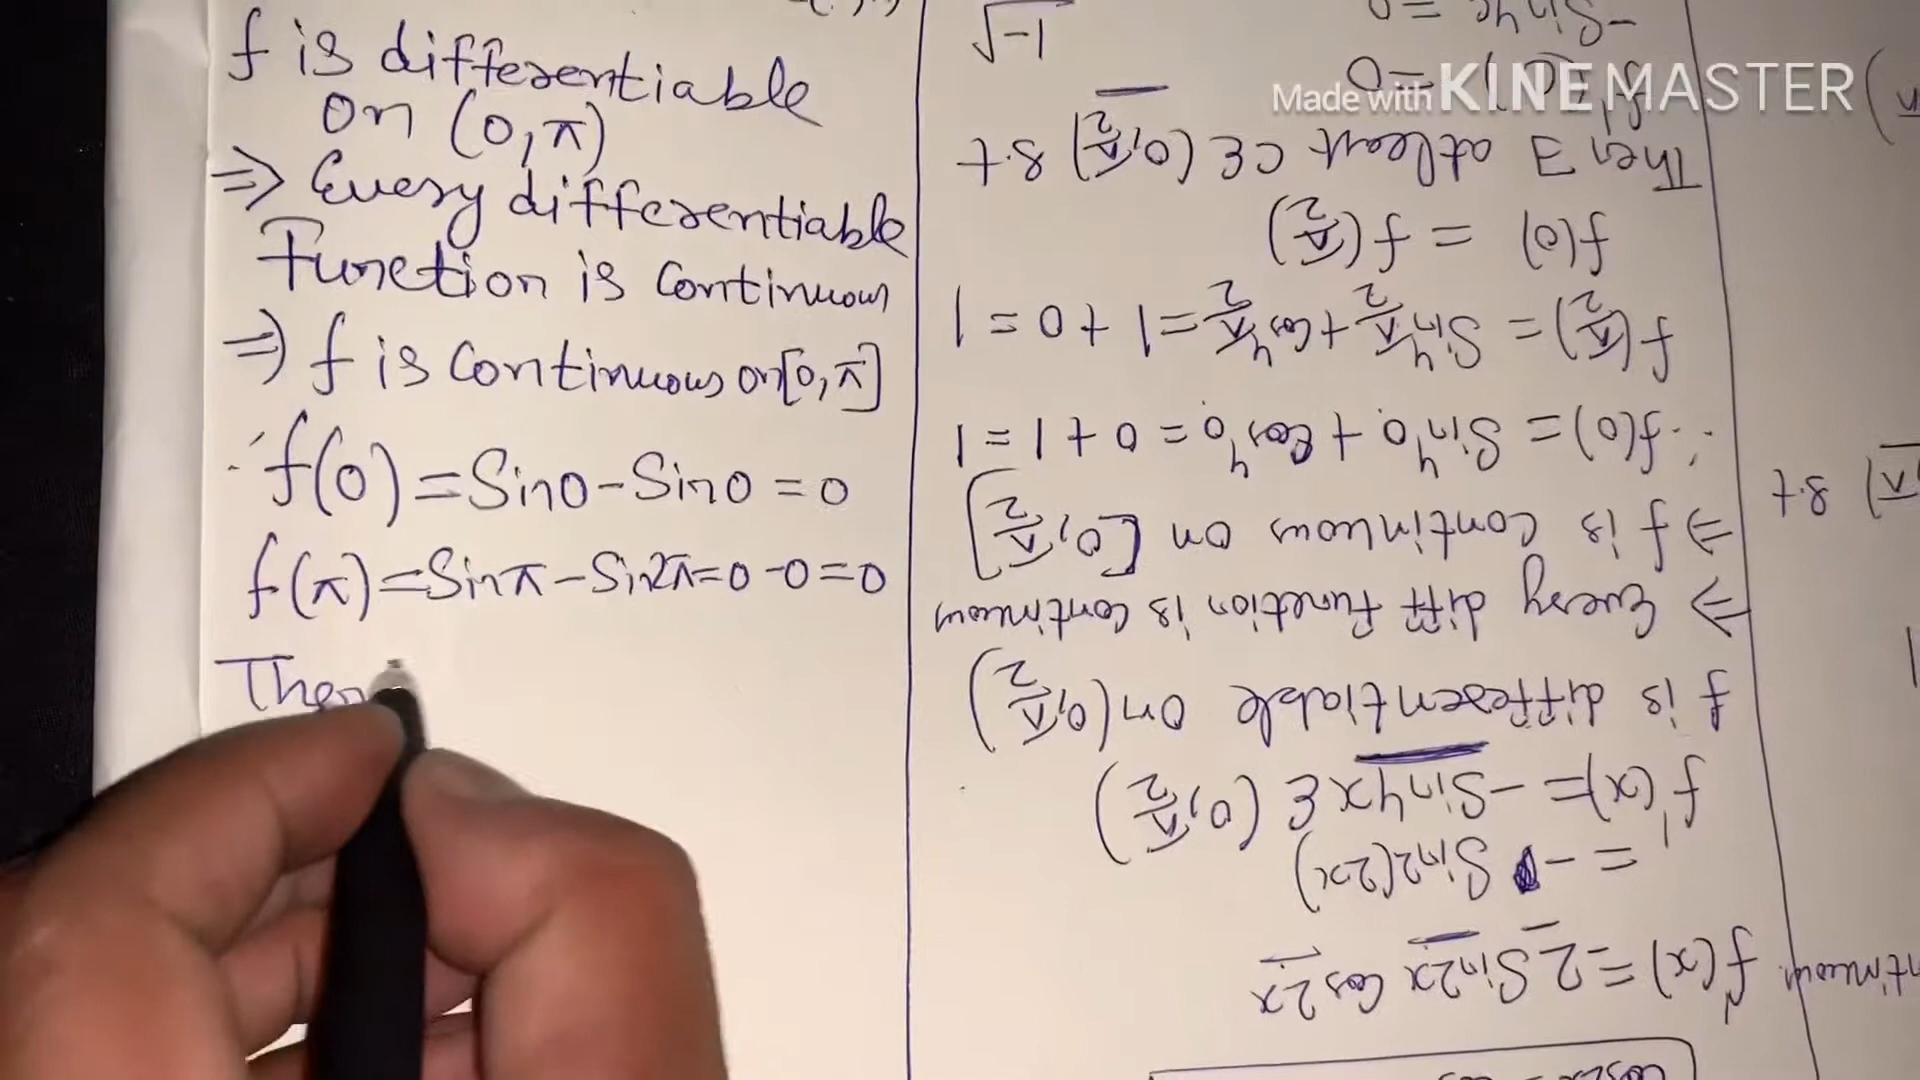 f is differentiable
on (0,π)
⇒ Every differentiable
Function is Continuous
⇒ f is continuous on[0,π]
∵ f(0) = Sin0 - Sin0 = 0
f(π) = Sinπ - Sin2π = 0 - 0 = 0
Then
Made with KINEMASTER
f'(x) = -2 Sin2x Cos2x
= - Sin2(2x)
f'(x) = -Sin4x ∈ (0,π/2)
f is differentiable on (0,π/2)
⇒ Every diff function is continuous
⇒ f is continuous on [0,π/2]
∴ f(0) = Sin⁴0 + Cos⁴0 = 0 + 1 = 1
f(π/2) = Sin⁴π/2 + Cos⁴π/2 = 1 + 0 = 1
f(0) = f(π/2)
Then ∃ atleast C∈(0,π/2) s.t
-Sin4c = 0
√-1
s.t